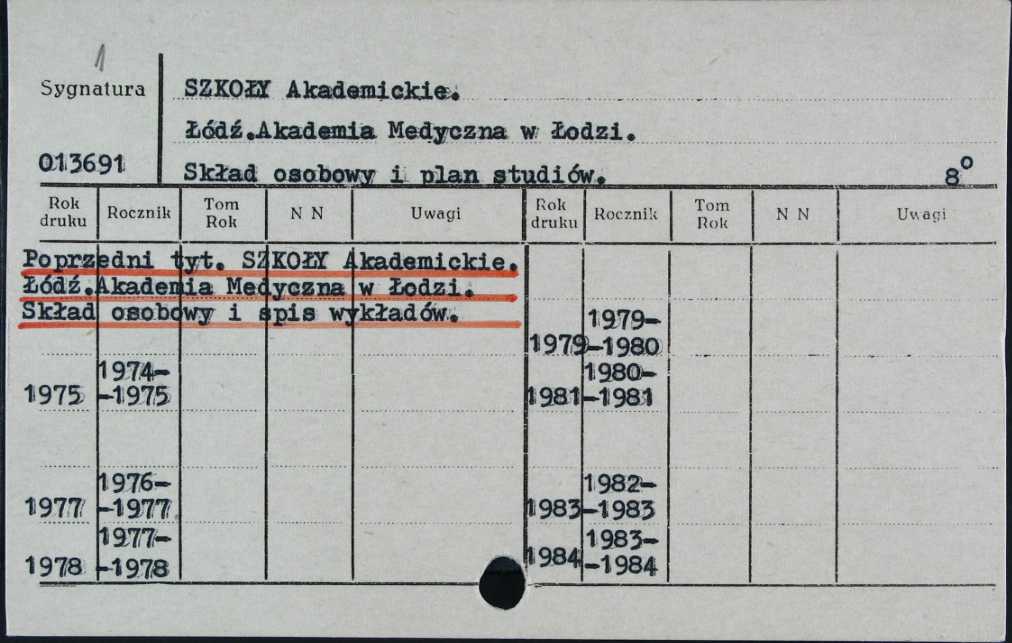 1
Sygnatura
SZKOŁY Akademickie.
Łódź.Akademia Medyczna w Łodzi.
013691
Skład osobowy i plan studiów. 8°
Rok druku Rocznik Tom Rok N N Uwagi Rok druku Rocznik Tom Rok N N Uwagi
Poprzedni tyt. SZKOŁY Akademickie.
Łódź.Akademia Medyczna w Łodzi.
Skład osobowy i spis wykładów.
1974-
1975 -1975
1976-
1977 -1977
1977-
1978 -1978
1979-
1979 -1980
1980-
1981 -1981
1982-
1983 -1983
1983-
1984 -1984